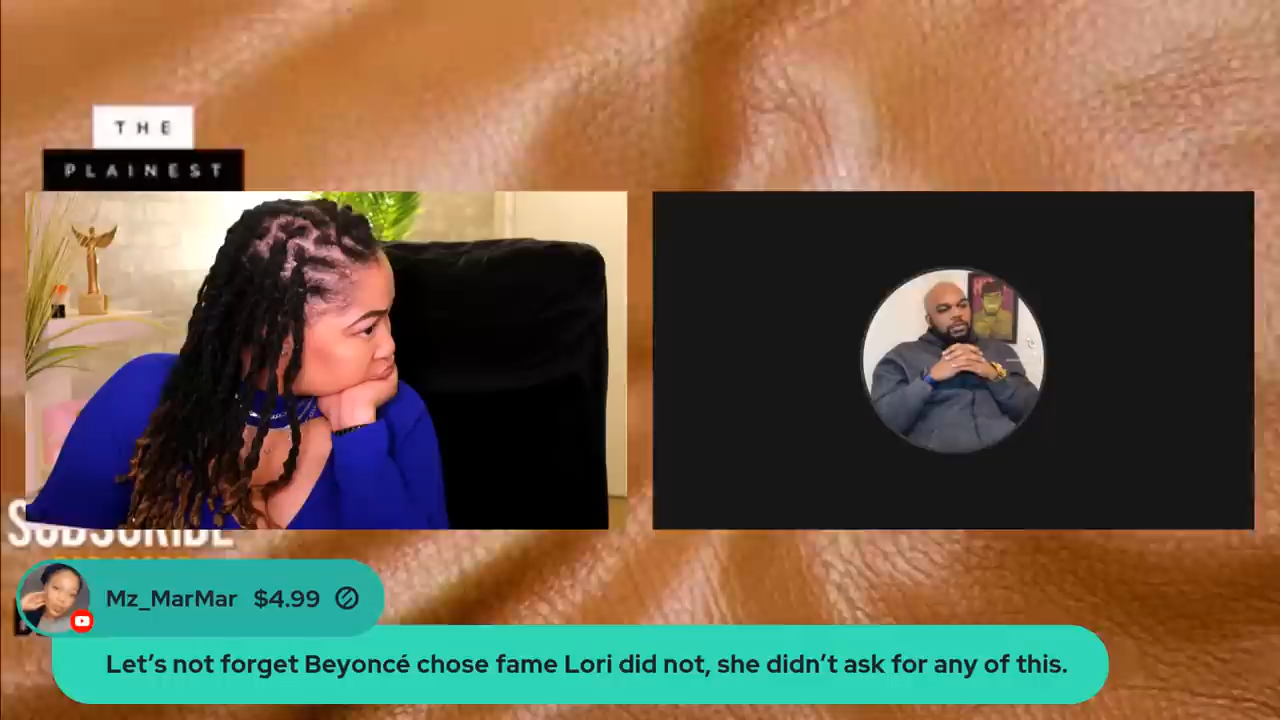 THE
PLAINEST
SUBSCRIBE
Mz_MarMar $4.99
Let’s not forget Beyoncé chose fame Lori did not, she didn’t ask for any of this.